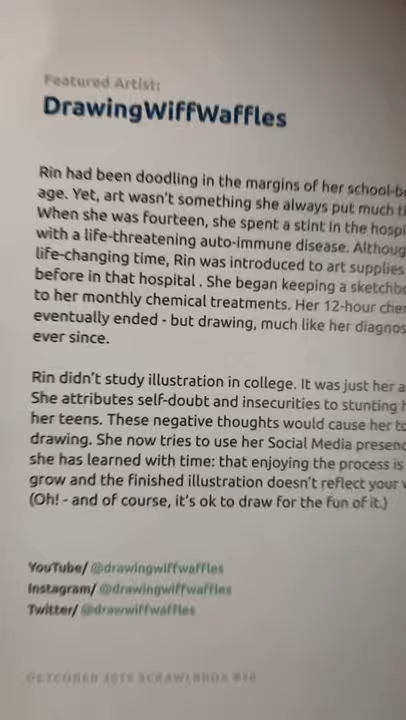 Featured Artist:
DrawingWiffWaffles
Rin had been doodling in the margins of her school-b
age. Yet, art wasn't something she always put much t
When she was fourteen, she spent a stint in the hospi
with a life-threatening auto-immune disease. Althoug
life-changing time, Rin was introduced to art supplies
before in that hospital . She began keeping a sketchbo
to her monthly chemical treatments. Her 12-hour che
eventually ended - but drawing, much like her diagnos
ever since.
Rin didn't study illustration in college. It was just her a
She attributes self-doubt and insecurities to stunting h
her teens. These negative thoughts would cause her to
drawing. She now tries to use her Social Media presenc
she has learned with time: that enjoying the process is
grow and the finished illustration doesn't reflect your
(Oh! - and of course, it's ok to draw for the fun of it.)
YouTube/ @drawingwiffwaffles
Instagram/ @drawingwiffwaffles
Twitter/ @drawwiffwaffles
SCRAWLRBOX